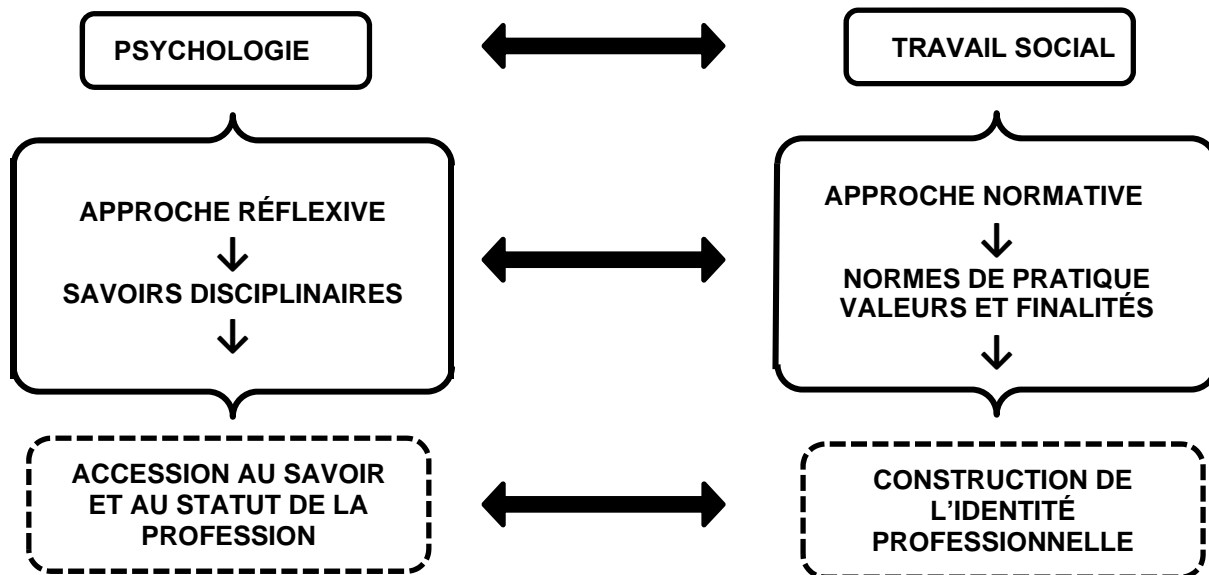 PSYCHOLOGIE
TRAVAIL SOCIAL
APPROCHE RÉFLEXIVE
SAVOIRS DISCIPLINAIRES
APPROCHE NORMATIVE
NORMES DE PRATIQUE
VALEURS ET FINALITÉS
ACCESSION AU SAVOIR
ET AU STATUT DE LA
PROFESSION
CONSTRUCTION DE
L’IDENTITÉ
PROFESSIONNELLE